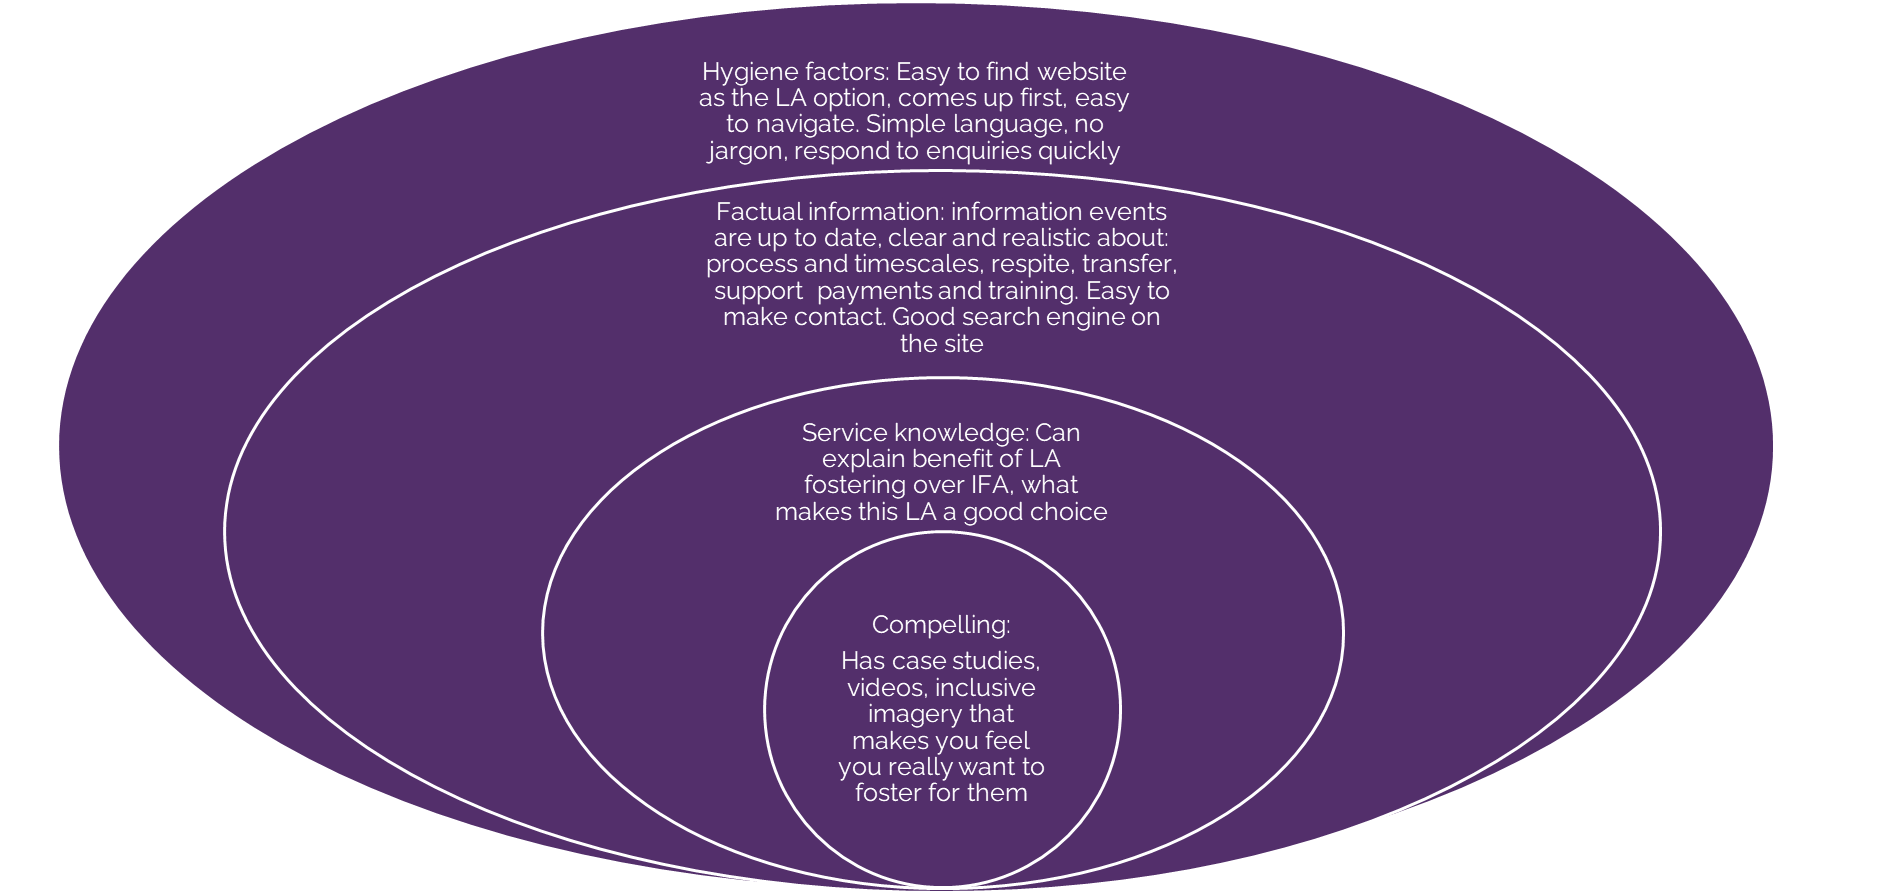 Hygiene factors: Easy to find website
as the LA option, comes up first, easy
to navigate. Simple language, no
jargon, respond to enquiries quickly
Factual information: information events
are up to date, clear and realistic about:
process and timescales, respite, transfer,
support  payments and training. Easy to
make contact. Good search engine on
the site
Service knowledge: Can
explain benefit of LA
fostering over IFA, what
makes this LA a good choice
Compelling:
Has case studies,
videos, inclusive
imagery that
makes you feel
you really want to
foster for them